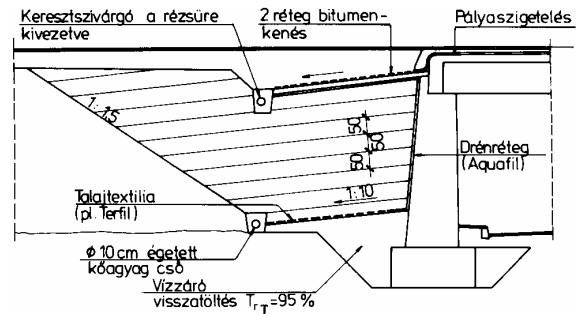 Keresztszivárgó a rézsüre
kivezetve
2 réteg bitumen-
kenés
Pályaszigetelés
1:1,5
50
50
50
Drénréteg
(Aquafil)
1:10
Talajtextilia
(pl. Terfil)
φ 10 cm égetett
kőagyag cső
Vízzáró
visszatöltés TrT=95 %